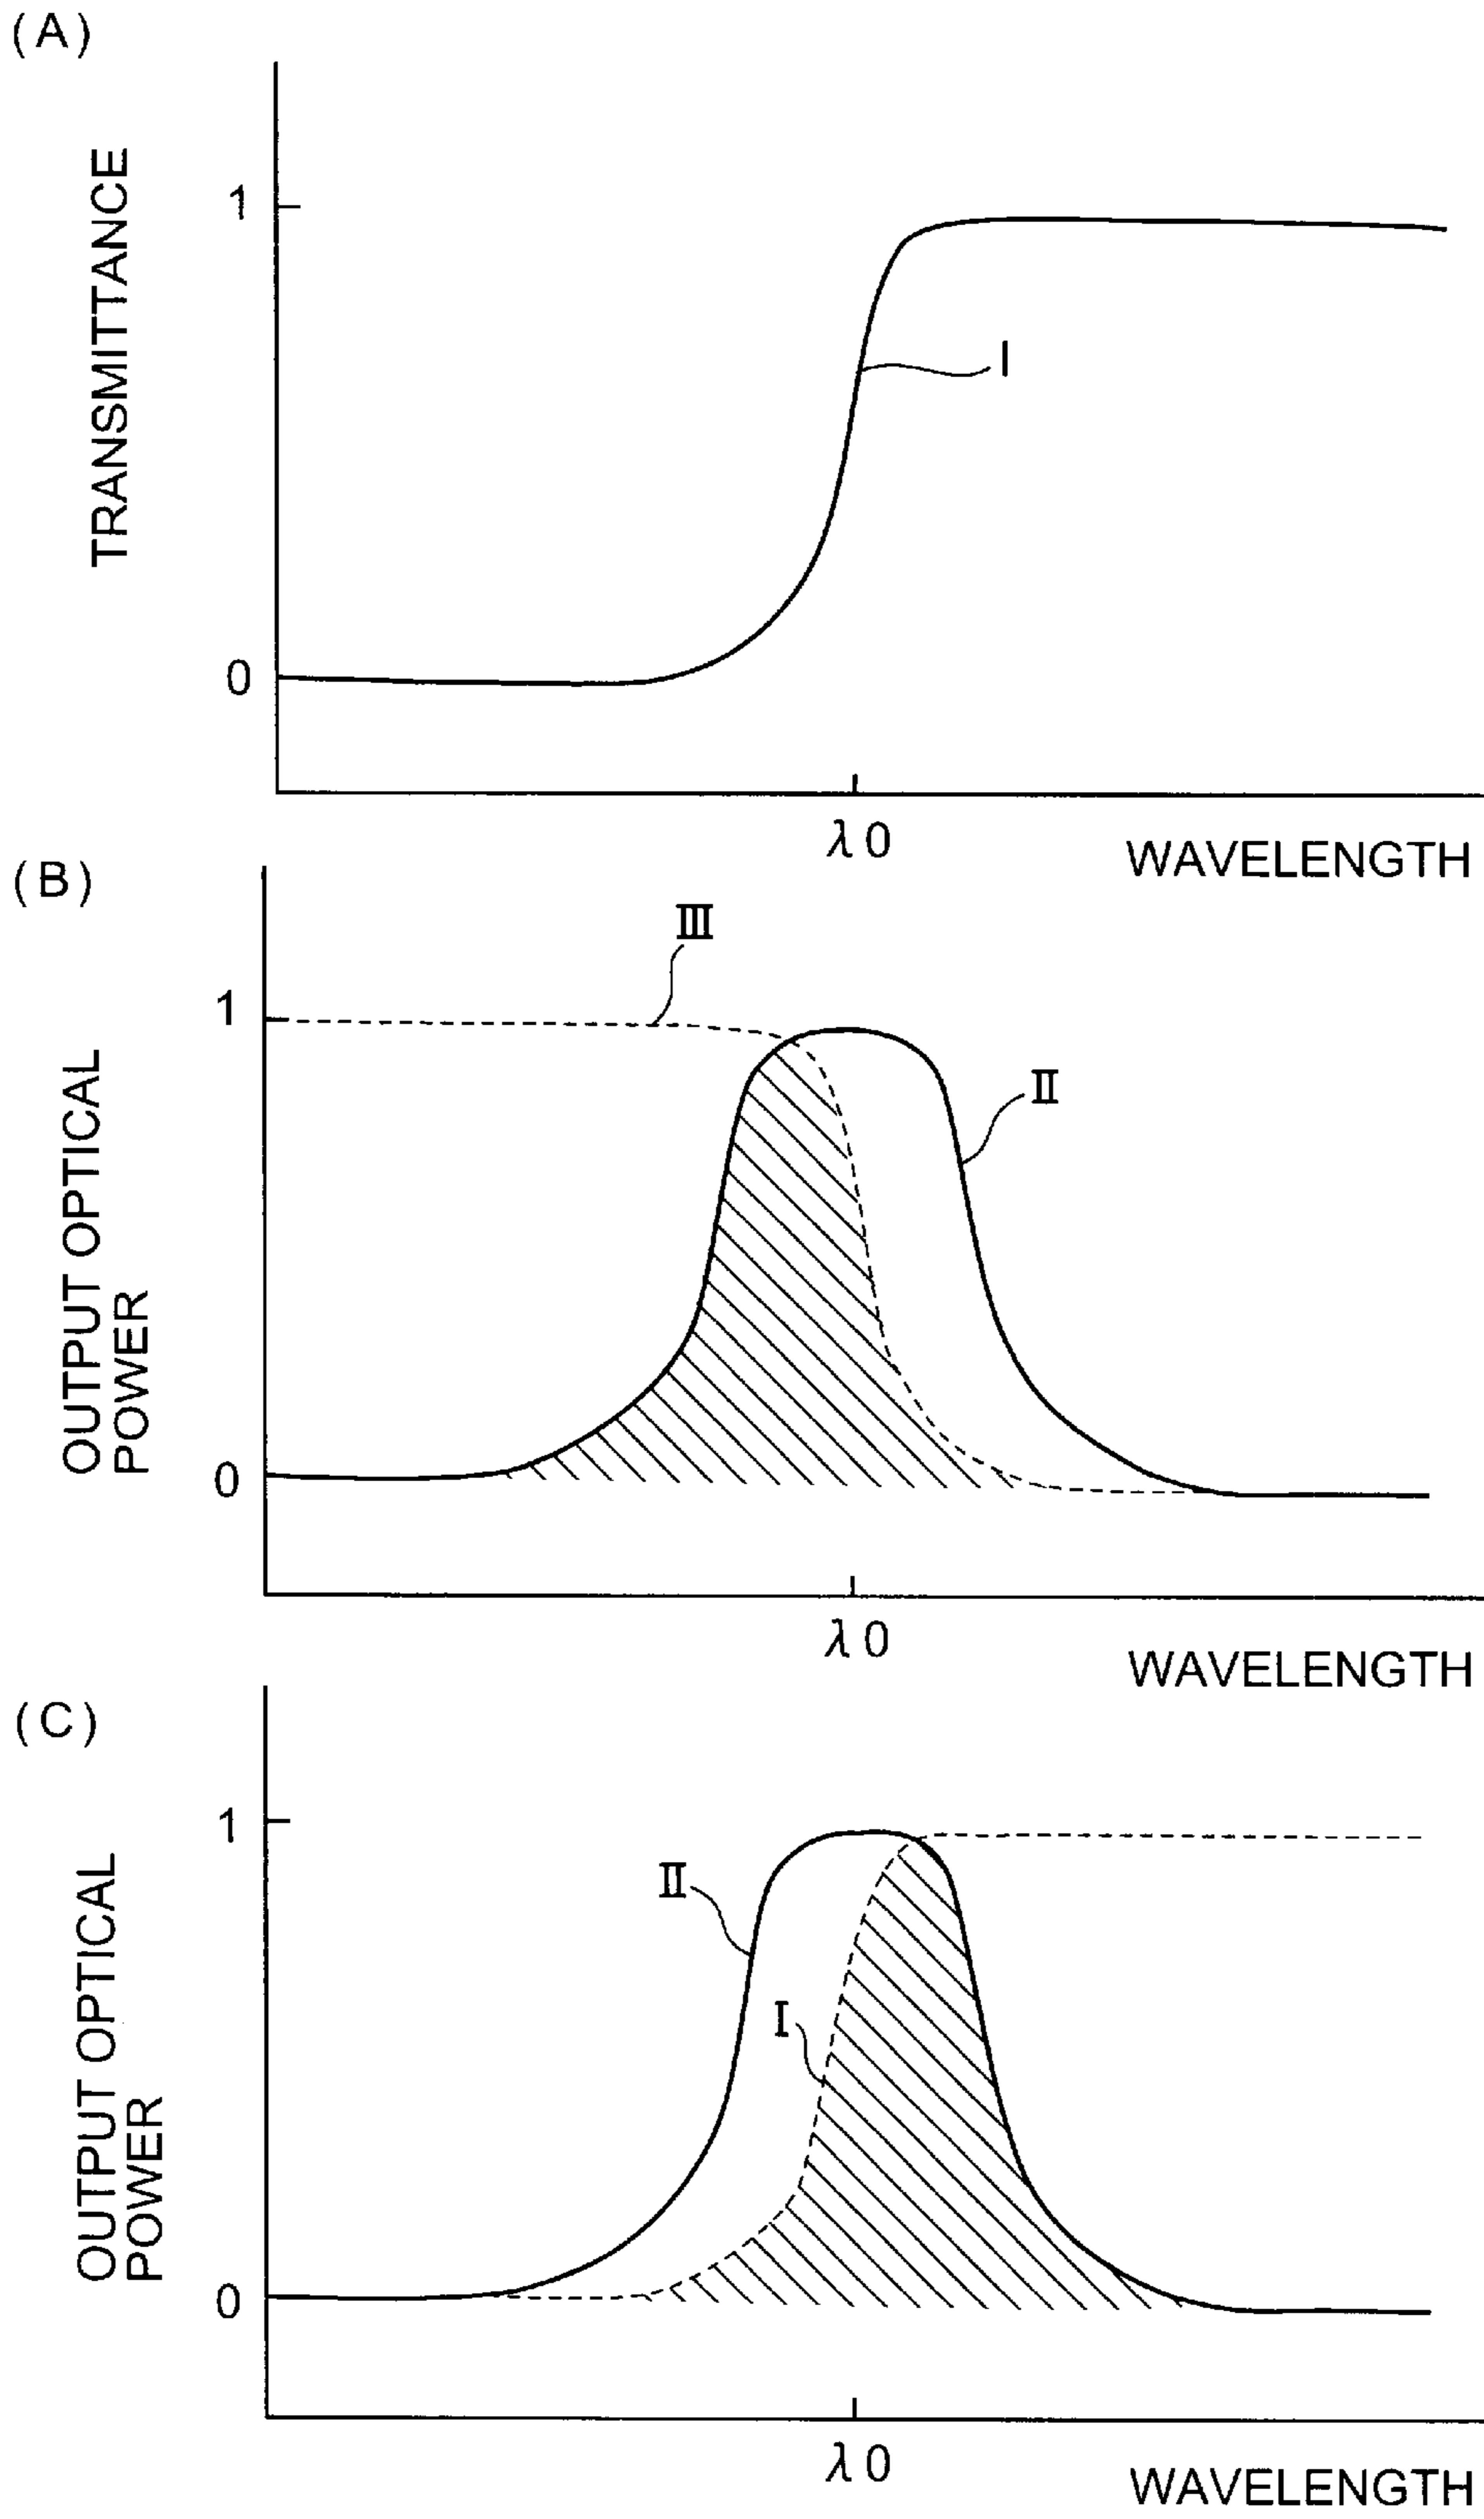 (A)
TRANSMITTANCE
1
0
I
λ0
WAVELENGTH
(B)
OUTPUT OPTICAL
POWER
1
0
III
II
λ0
WAVELENGTH
(C)
OUTPUT OPTICAL
POWER
1
0
II
I
λ0
WAVELENGTH